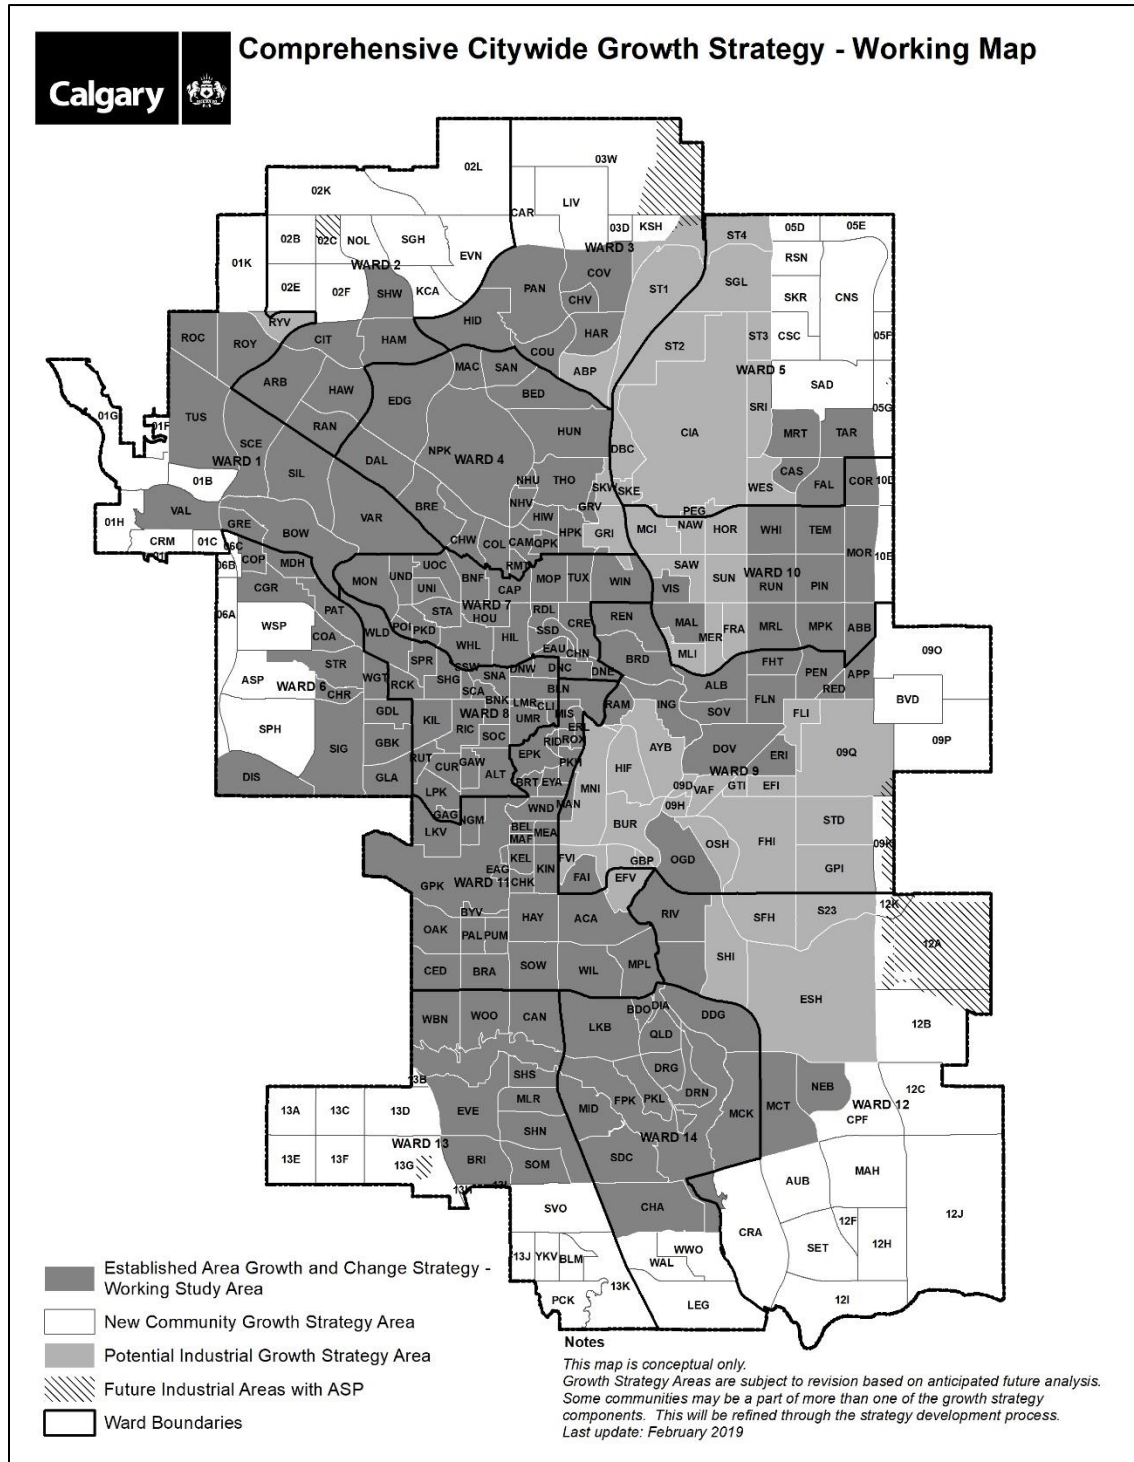 Calgary
Comprehensive Citywide Growth Strategy - Working Map
02L
03W
02K
LIV
CAR
03D KSH
ST4
05D
05E
02B
02C
NOL
SGH
WARD 3
RSN
01K
EVN
WARD 2
COV
SGL
02E
02F
SHW
KCA
PAN
CHV
ST1
SKR
CNS
RYV
HID
ROC
ROY
CIT
HAM
HAR
ST2
ST3
CSC
05F
COU
MAC
SAN
ABP
WARD 5
ARB
HAW
EDG
BED
SAD
01G
01F
TUS
SRI
05G
RAN
HUN
CIA
MRT
TAR
SCE
WARD 1
DAL
NPK
WARD 4
DBC
SIL
CAS
01B
NHU
THO
SKW
SKE
WES
FAL
COR
10D
VAL
VAR
BRE
NHV
GRV
PEG
01H
GRE
BOW
HIW
HPK
GRI
MCI
NAW
HOR
WHI
TEM
CRM
01C
06C
CHW
COL
CAM
QPK
MOR
10E
COP
MDH
UOC
RMT
SAW
WARD 10
06B
CGR
MON
UND
BNF
CAP
MOP
TUX
WIN
VIS
SUN
RUN
PIN
UNI
WARD 7
06A
PAT
STA
HOU
RDL
CRE
REN
MAL
FRA
MRL
MPK
ABB
WSP
COA
WLD
POI
PKD
WHL
HIL
SSD
MER
EAU
CHN
BRD
MLI
09O
STR
SPR
SSW
DNW
DNC
DNE
FHT
PEN
APP
ASP
WARD 6
WGT
RCK
SHG
SNA
ALB
RED
CHR
SCA
BNK
LMR
CLI
BLN
RAM
ING
FLN
BVD
GDL
KIL
WARD 8
UMR
MIS
SOV
FLI
SPH
RIC
ERL
SIG
GBK
SOC
RID
ROX
AYB
DOV
ERI
09Q
09P
RUT
EPK
PKH
HIF
WARD 9
DIS
GLA
CUR
GAW
ALT
BRT
EYA
MNI
09D
VAF
GTI
EFI
LPK
WND
MAN
09H
GAG
NGM
BUR
STD
LKV
BEL
MEA
MAF
OSH
FHI
09K
KEL
FVI
GBP
OGD
GPI
EAG
KIN
FAI
EFV
GPK
WARD 11
CHK
BYV
12K
HAY
ACA
RIV
SFH
S23
OAK
PAL
PUM
12A
CED
BRA
SOW
WIL
MPL
SHI
ESH
WBN
WOO
CAN
BDO
DIA
DDG
12B
LKB
QLD
13B
SHS
DRG
NEB
12C
MLR
DRN
13A
13C
13D
EVE
MID
FPK
PKL
MCK
MCT
WARD 12
CPF
SHN
WARD 13
WARD 14
13E
13F
13G
BRI
SOM
SDC
MAH
AUB
SVO
CHA
12F
12J
CRA
SET
12H
13J
YKV
BLM
WWO
WAL
13K
PCK
LEG
12I
Established Area Growth and Change Strategy -
Working Study Area
New Community Growth Strategy Area
Potential Industrial Growth Strategy Area
Future Industrial Areas with ASP
Ward Boundaries
Notes
This map is conceptual only.
Growth Strategy Areas are subject to revision based on anticipated future analysis.
Some communities may be a part of more than one of the growth strategy
components. This will be refined through the strategy development process.
Last update: February 2019